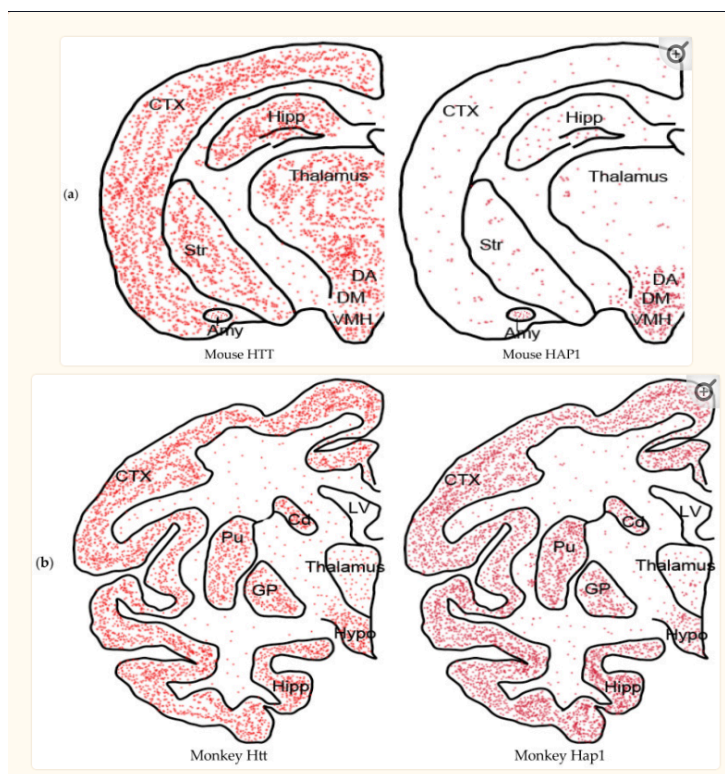 CTX
Hipp
Thalamus
Str
DA
DM
VMH
Amy
Mouse HTT
CTX
Hipp
Thalamus
Str
DA
DM
VMH
Amy
Mouse HAP1
(a)
CTX
Cd
LV
Pu
Thalamus
GP
Hypo
Hipp
Monkey Htt
CTX
Cd
LV
Pu
Thalamus
GP
Hypo
Hipp
Monkey Hap1
(b)